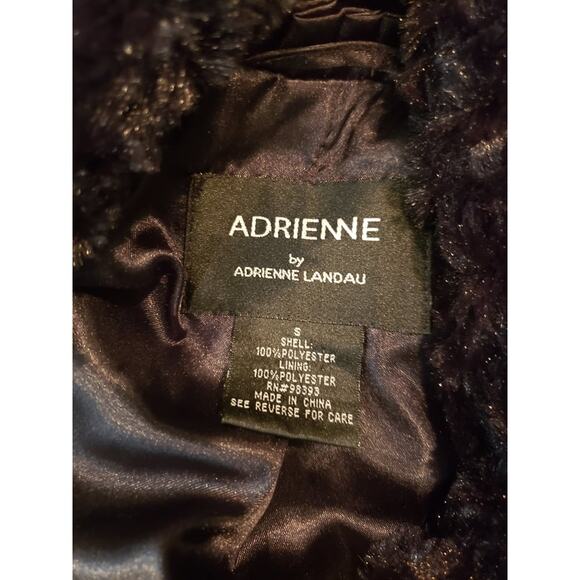 ADRIENNE
by
ADRIENNE LANDAU
S
SHELL:
100%POLYESTER
LINING:
100%POLYESTER
RN#98393
MADE IN CHINA
SEE REVERSE FOR CARE